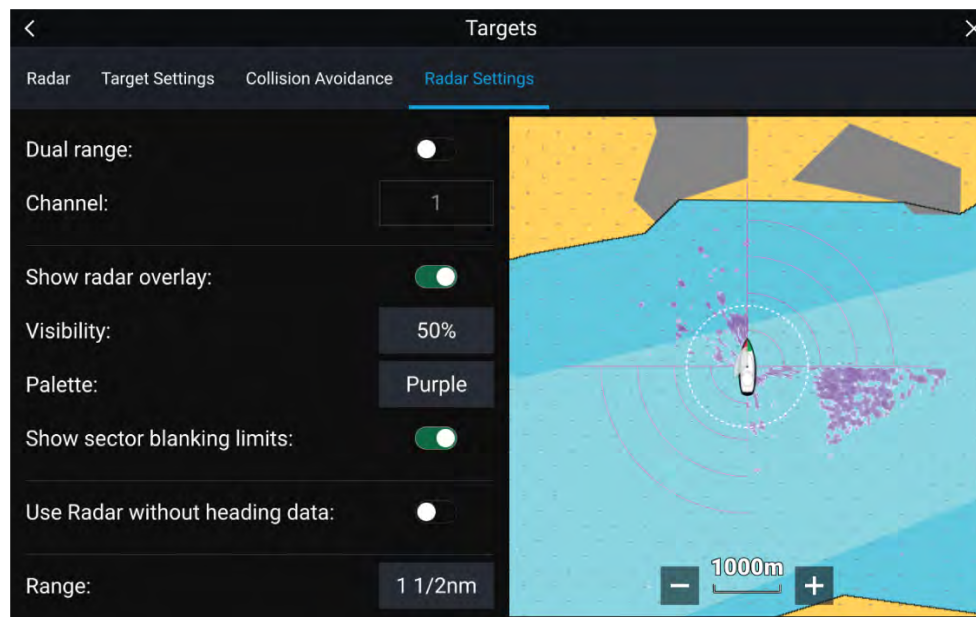 Targets
Radar Target Settings Collision Avoidance Radar Settings
Dual range:
Channel: 1
Show radar overlay:
Visibility: 50%
Palette: Purple
Show sector blanking limits:
Use Radar without heading data:
Range: 1 1/2nm
1000m